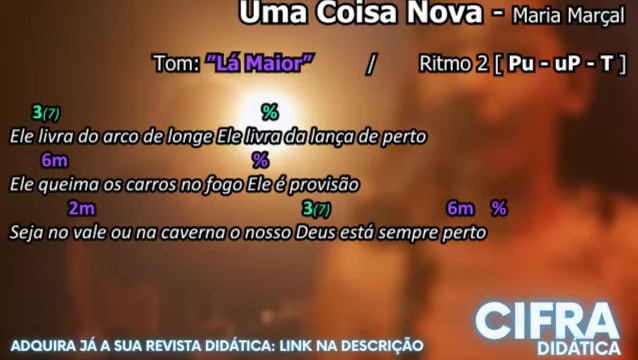 Uma Coisa Nova - Maria Marçal
Tom: "Lá Maior" / Ritmo 2 [ Pu - uP - T ]
3(7) %
Ele livra do arco de longe Ele livra da lança de perto
6m %
Ele queima os carros no fogo Ele é provisão
2m 3(7) 6m %
Seja no vale ou na caverna o nosso Deus está sempre perto
CIFRA
DIDÁTICA
ADQUIRA JÁ A SUA REVISTA DIDÁTICA: LINK NA DESCRIÇÃO